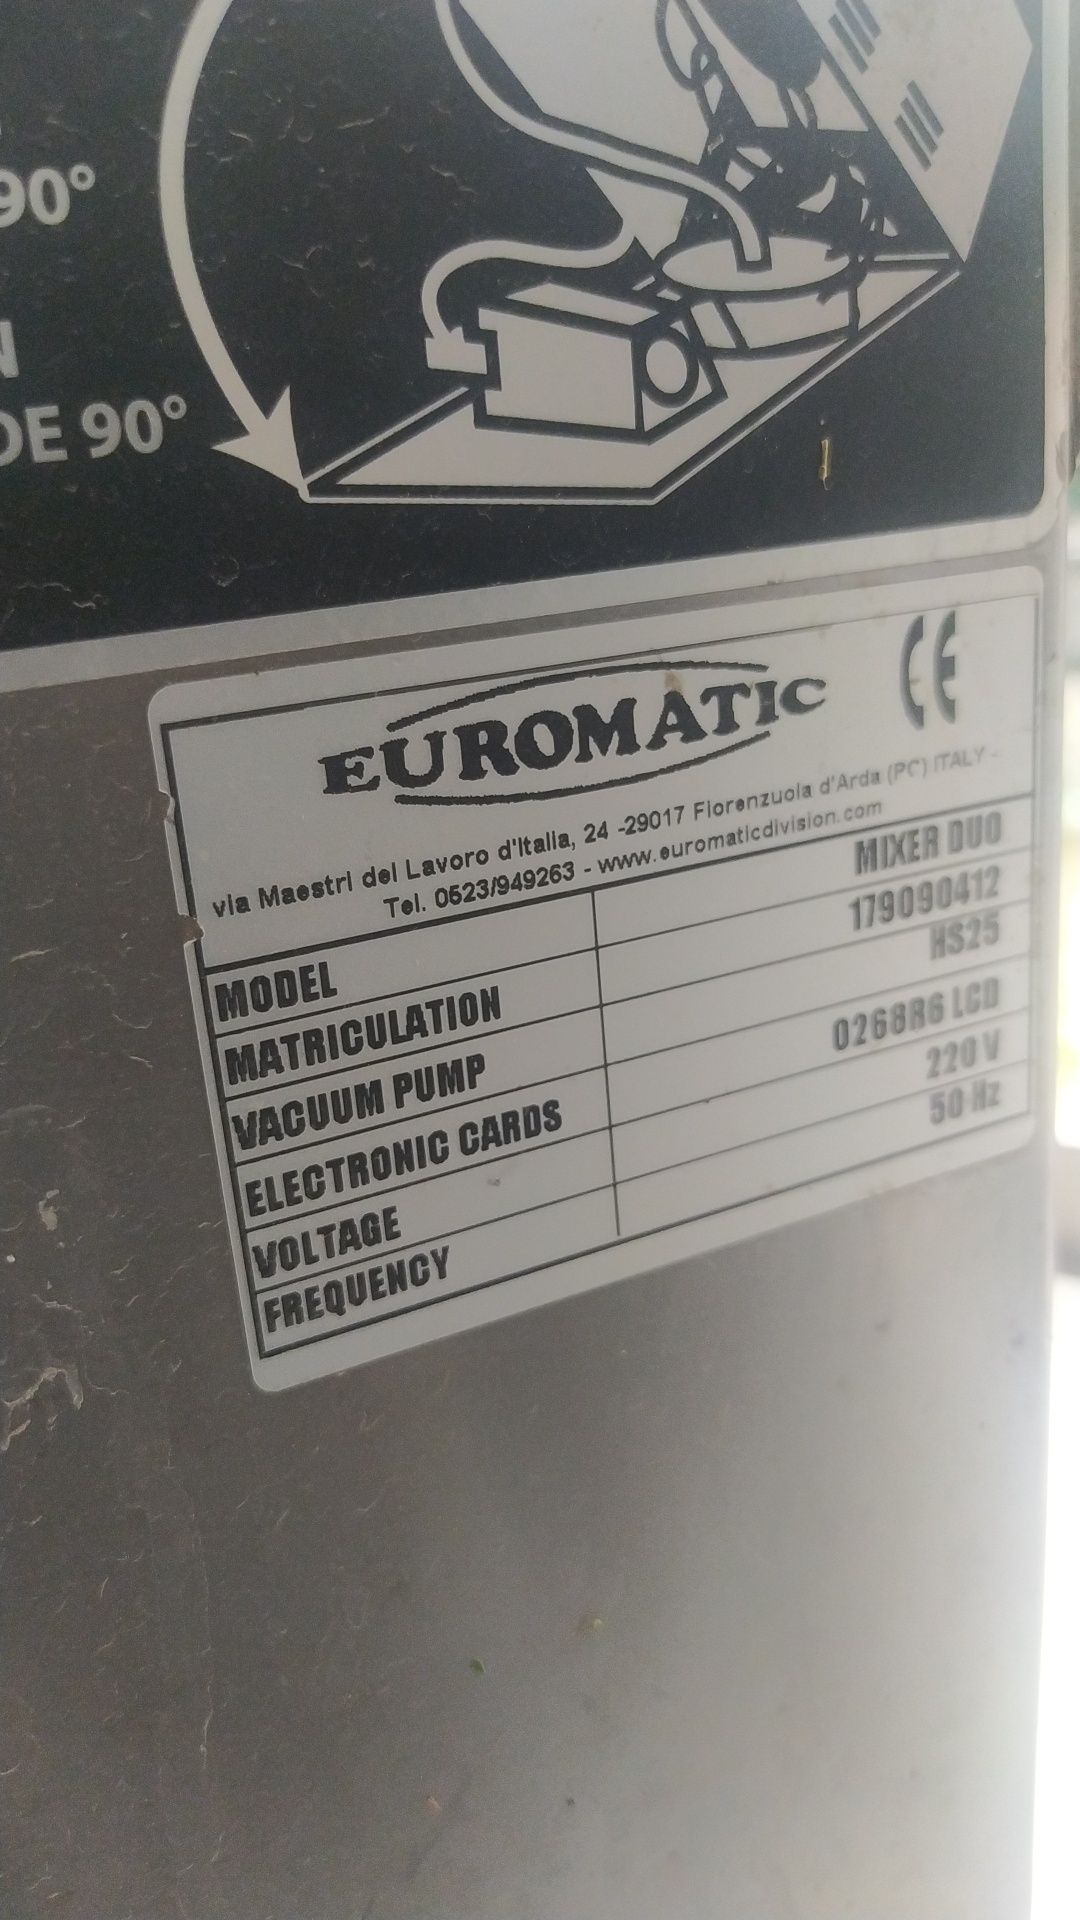 90°
N
DE 90°
EUROMATIC CE
via Maestri del Lavoro d'Italia, 24 -29017 Fiorenzuola d'Arda (PC) ITALY -
Tel. 0523/949263 - www.euromaticdivision.com
MODEL MIXER DUO
MATRICULATION 179090412
VACUUM PUMP HS25
ELECTRONIC CARDS 0268R6 LCD
VOLTAGE 220 V
FREQUENCY 50 Hz